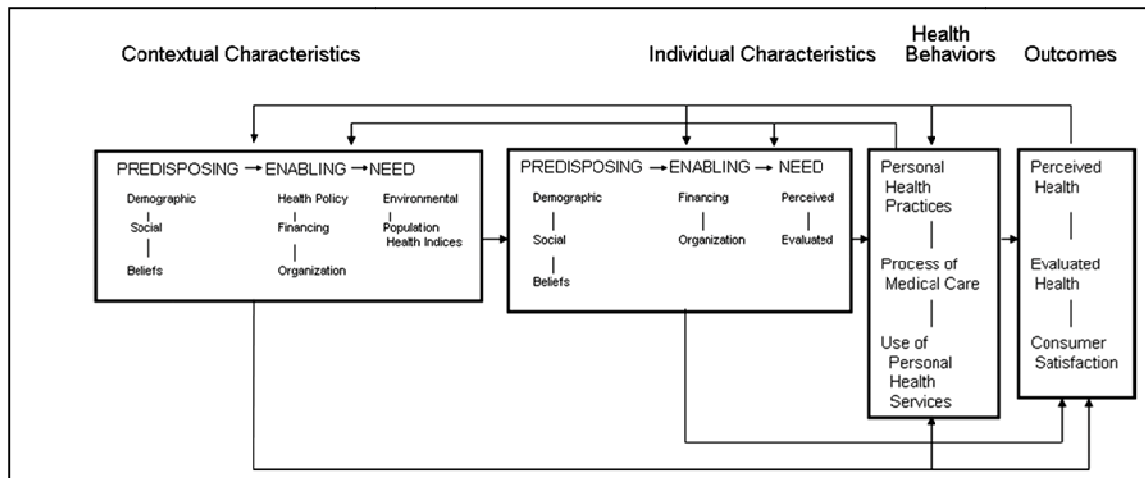 Contextual Characteristics
Individual Characteristics
Health
Behaviors
Outcomes
PREDISPOSING
ENABLING
NEED
Demographic
Social
Beliefs
Health Policy
Financing
Organization
Environmental
Population
Health Indices
PREDISPOSING
ENABLING
NEED
Demographic
Social
Beliefs
Financing
Organization
Perceived
Evaluated
Personal
Health
Practices
Process of
Medical Care
Use of
Personal
Health
Services
Perceived
Health
Evaluated
Health
Consumer
Satisfaction